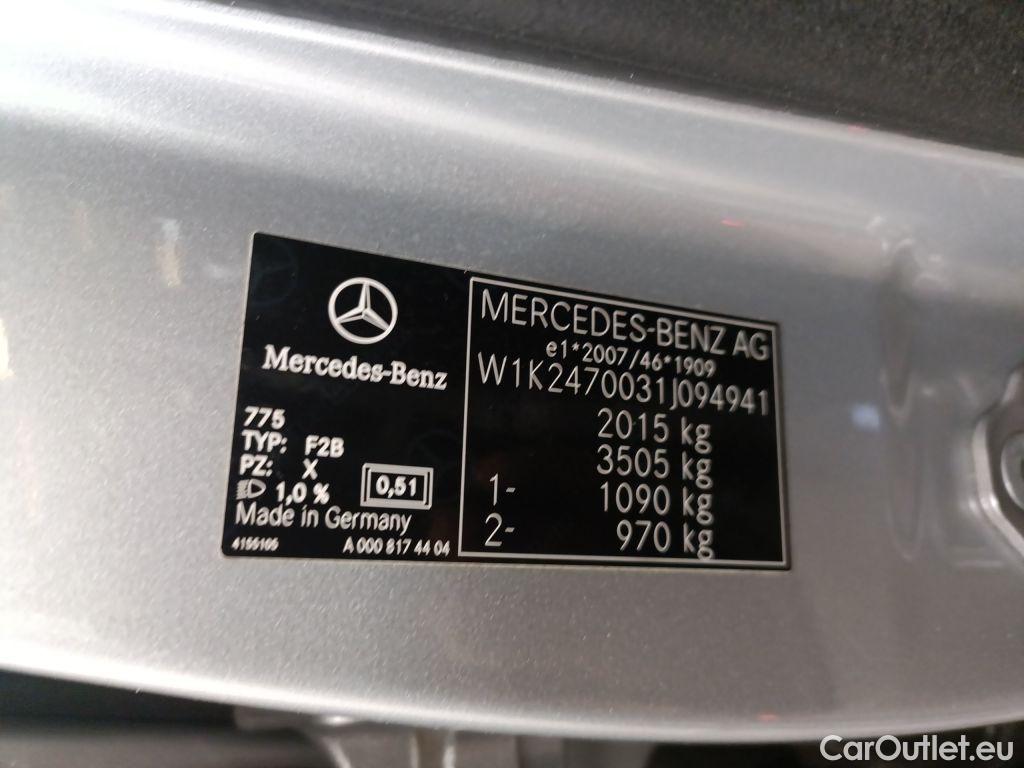 Mercedes-Benz
775
TYP: F2B
PZ: X
1,0 %
0,51
Made in Germany
4155105
A 000 817 44 04
MERCEDES-BENZ AG
e1*2007/46*1909
W1K2470031J094941
2015 kg
3505 kg
1- 1090 kg
2- 970 kg
CarOutlet.eu